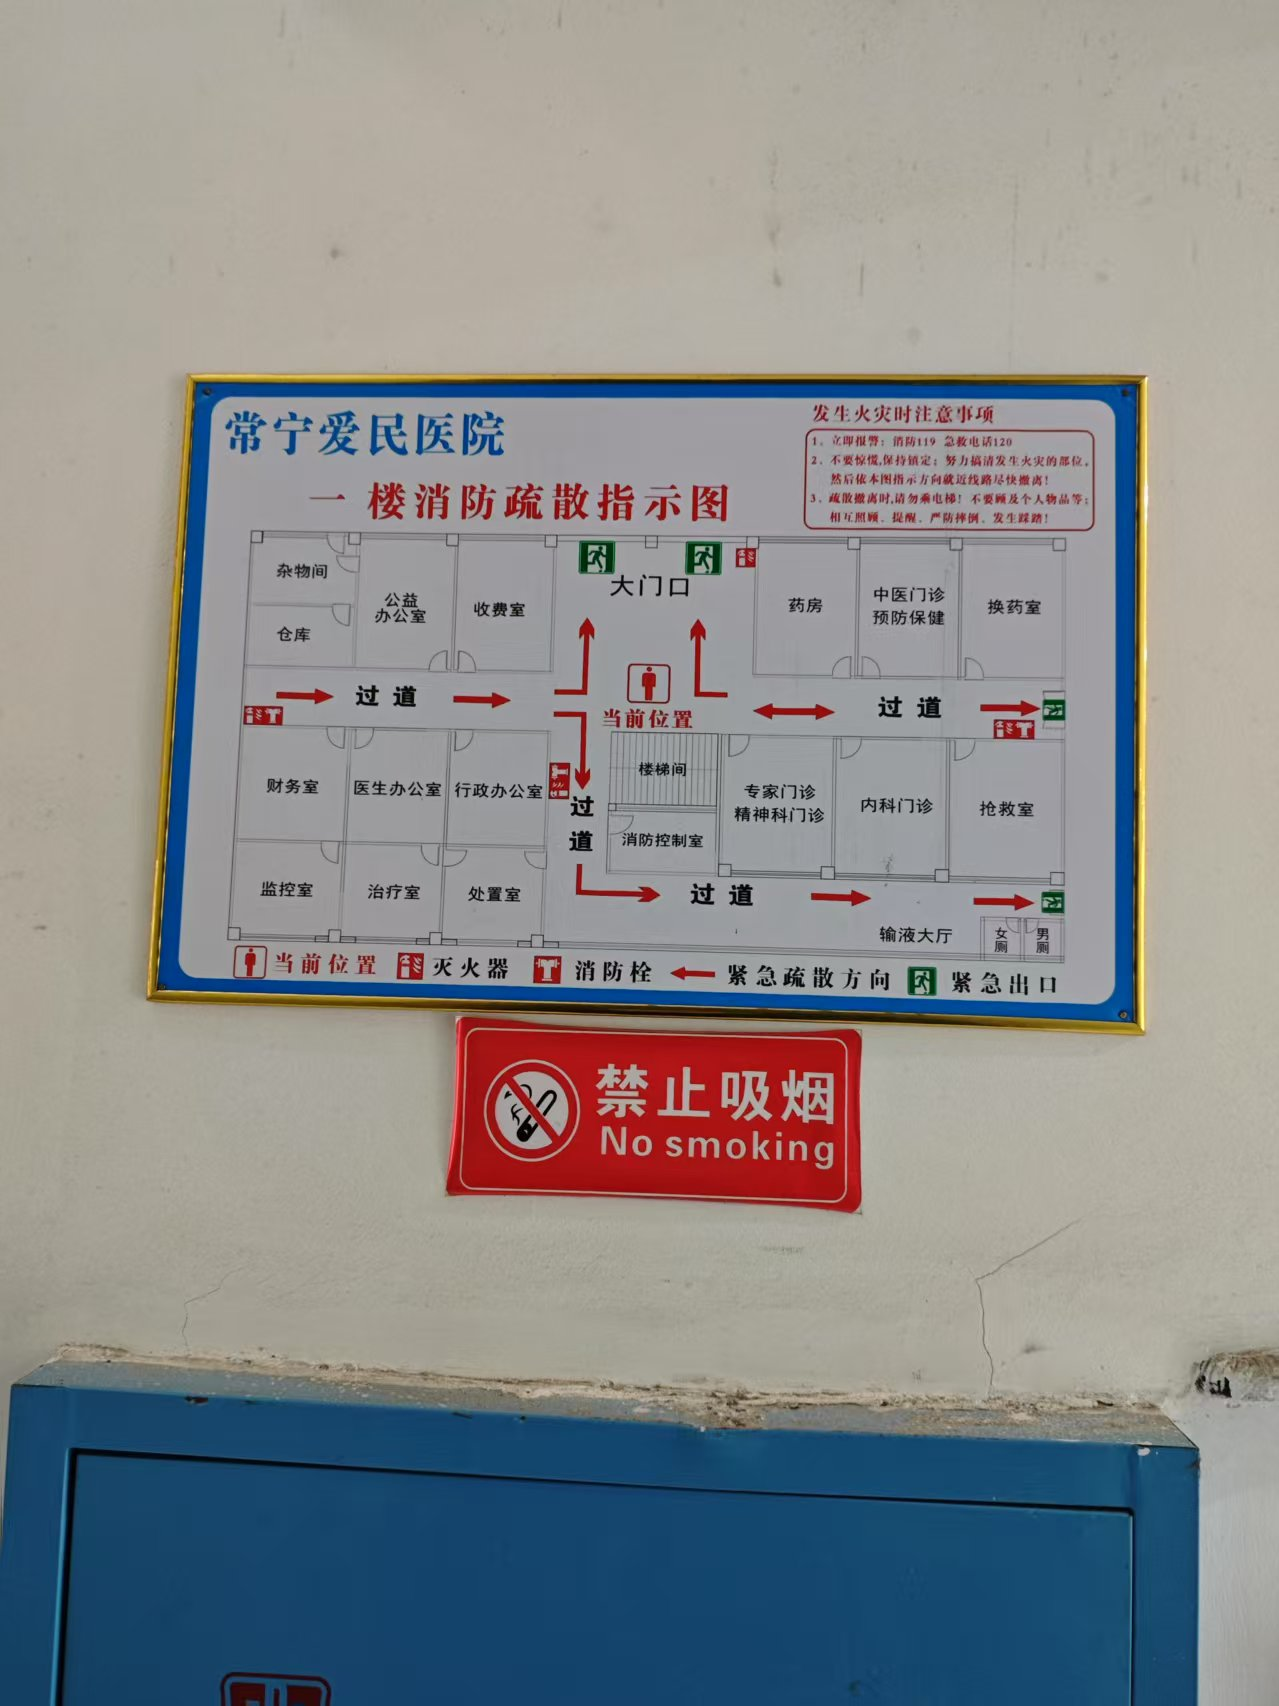 常宁爱民医院
一楼消防疏散指示图
发生火灾时注意事项
1、立即报警：消防119 急救电话120
2、不要惊慌,保持镇定；努力搞清发生火灾的部位，
然后依本图指示方向就近线路尽快撤离！
3、疏散撤离时,请勿乘电梯！不要顾及个人物品等；
相互照顾、提醒、严防摔倒、发生踩踏！
大门口
杂物间
仓库
公益
办公室
收费室
药房
中医门诊
预防保健
换药室
过道
当前位置
过道
财务室
医生办公室
行政办公室
过道
楼梯间
消防控制室
专家门诊
精神科门诊
内科门诊
抢救室
监控室
治疗室
处置室
过道
输液大厅
女厕
男厕
当前位置 灭火器 消防栓 紧急疏散方向 紧急出口
禁止吸烟
No smoking